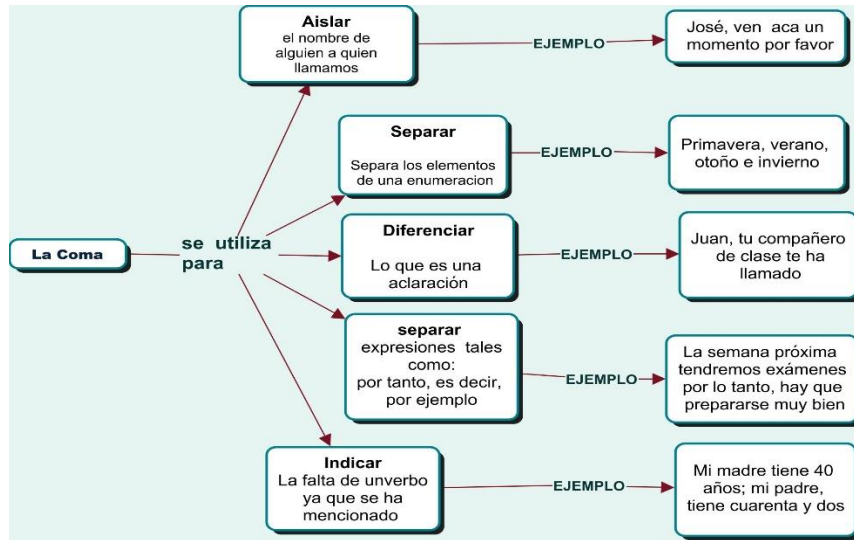 La Coma
se utiliza
para
Aislar
el nombre de
alguien a quien
llamamos
EJEMPLO
José, ven aca un
momento por favor
Separar
Separa los elementos
de una enumeracion
EJEMPLO
Primavera, verano,
otoño e invierno
Diferenciar
Lo que es una
aclaración
EJEMPLO
Juan, tu compañero
de clase te ha
llamado
separar
expresiones tales
como:
por tanto, es decir,
por ejemplo
EJEMPLO
La semana próxima
tendremos exámenes
por lo tanto, hay que
prepararse muy bien
Indicar
La falta de unverbo
ya que se ha
mencionado
EJEMPLO
Mi madre tiene 40
años; mi padre,
tiene cuarenta y dos